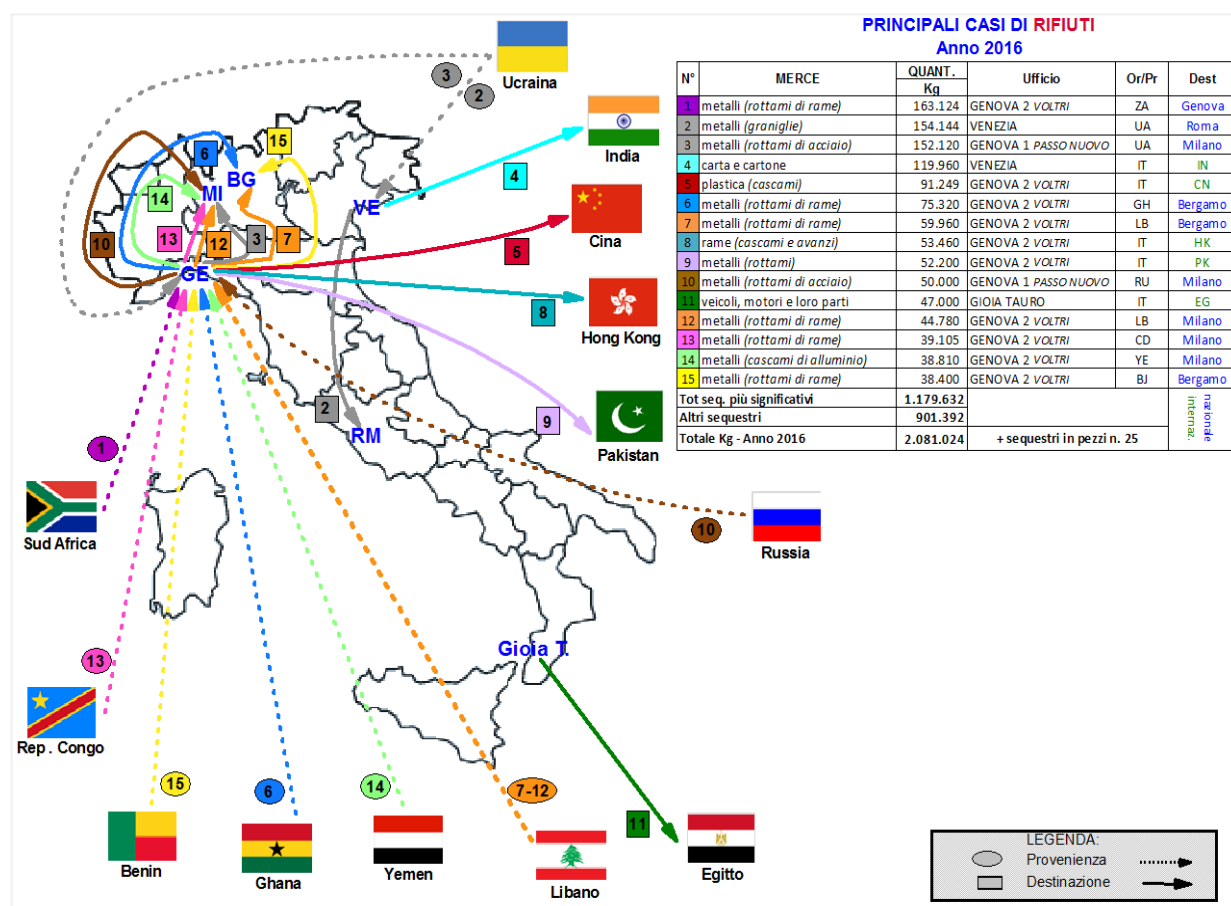 PRINCIPALI CASI DI RIFIUTI
Anno 2016
N° MERCE QUANT. Kg Ufficio Or/Pr Dest
1 metalli (rottami di rame) 163.124 GENOVA 2 VOLTRI ZA Genova
2 metalli (graniglie) 154.144 VENEZIA UA Roma
3 metalli (rottami di acciaio) 152.120 GENOVA 1 PASSO NUOVO UA Milano
4 carta e cartone 119.960 VENEZIA IT IN
5 plastica (cascami) 91.249 GENOVA 2 VOLTRI IT CN
6 metalli (rottami di rame) 75.320 GENOVA 2 VOLTRI GH Bergamo
7 metalli (rottami di rame) 59.960 GENOVA 2 VOLTRI LB Bergamo
8 rame (cascami e avanzi) 53.460 GENOVA 2 VOLTRI IT HK
9 metalli (rottami) 52.200 GENOVA 2 VOLTRI IT PK
10 metalli (rottami di acciaio) 50.000 GENOVA 1 PASSO NUOVO RU Milano
11 veicoli, motori e loro parti 47.000 GIOIA TAURO IT EG
12 metalli (rottami di rame) 44.780 GENOVA 2 VOLTRI LB Milano
13 metalli (rottami di rame) 39.105 GENOVA 2 VOLTRI CD Milano
14 metalli (cascami di alluminio) 38.810 GENOVA 2 VOLTRI YE Milano
15 metalli (rottami di rame) 38.400 GENOVA 2 VOLTRI BJ Bergamo
Tot seq. più significativi 1.179.632
Altri sequestri 901.392
Totale Kg - Anno 2016 2.081.024 + sequestri in pezzi n. 25
nazionale
internaz.
Ucraina
3
2
India
4
Cina
5
Hong Kong
8
Pakistan
9
15
6
BG
14
MI
VE
10
13
12
3
7
GE
2
RM
1
Sud Africa
10
Russia
Gioia T.
13
Rep . Congo
15
6
14
7-12
11
Benin
Ghana
Yemen
Libano
Egitto
LEGENDA:
Provenienza
Destinazione